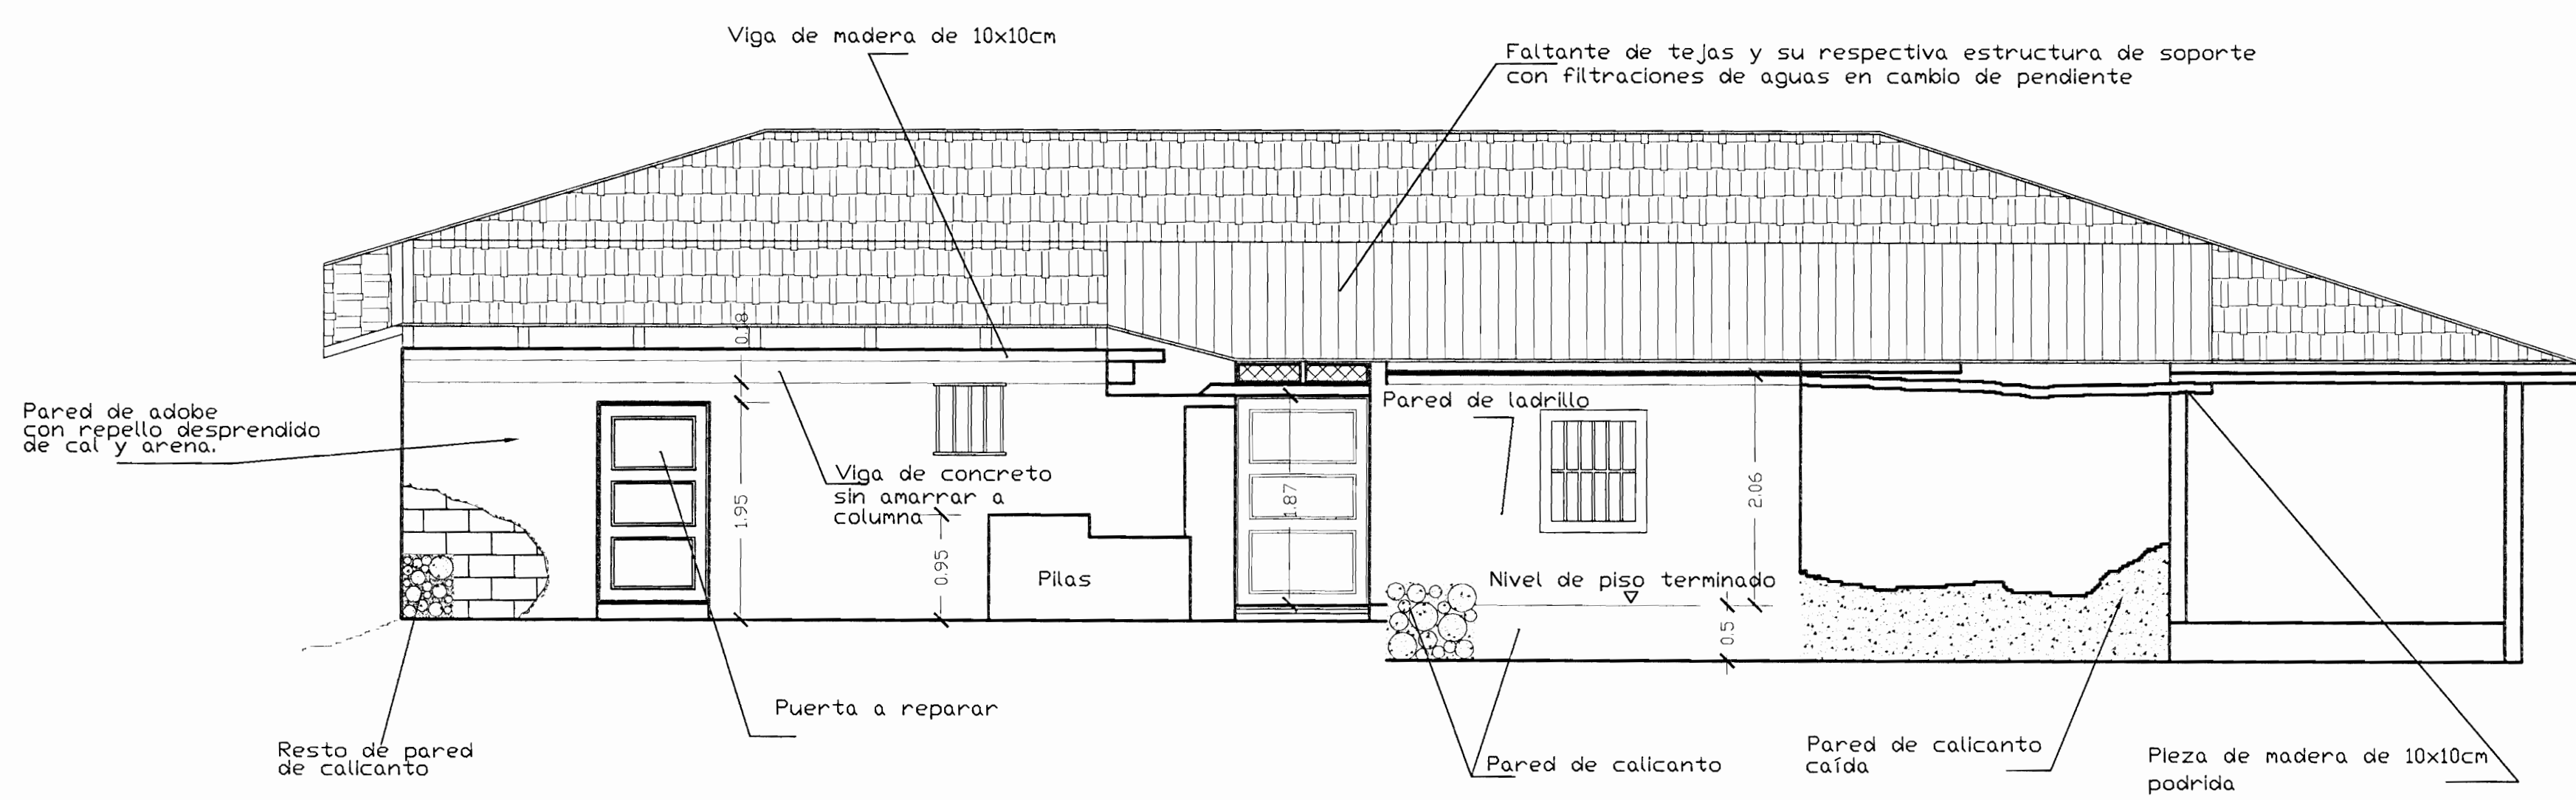 Viga de madera de 10x10cm
Faltante de tejas y su respectiva estructura de soporte
con filtraciones de aguas en cambio de pendiente
0.18
Pared de adobe
con repello desprendido
de cal y arena.
Pared de ladrillo
Viga de concreto
sin amarrar a
columna
1.95
0.95
1.87
2.06
Pilas
Nivel de piso terminado
0.5
Puerta a reparar
Resto de pared
de calicanto
Pared de calicanto
Pared de calicanto
caída
Pieza de madera de 10x10cm
podrida